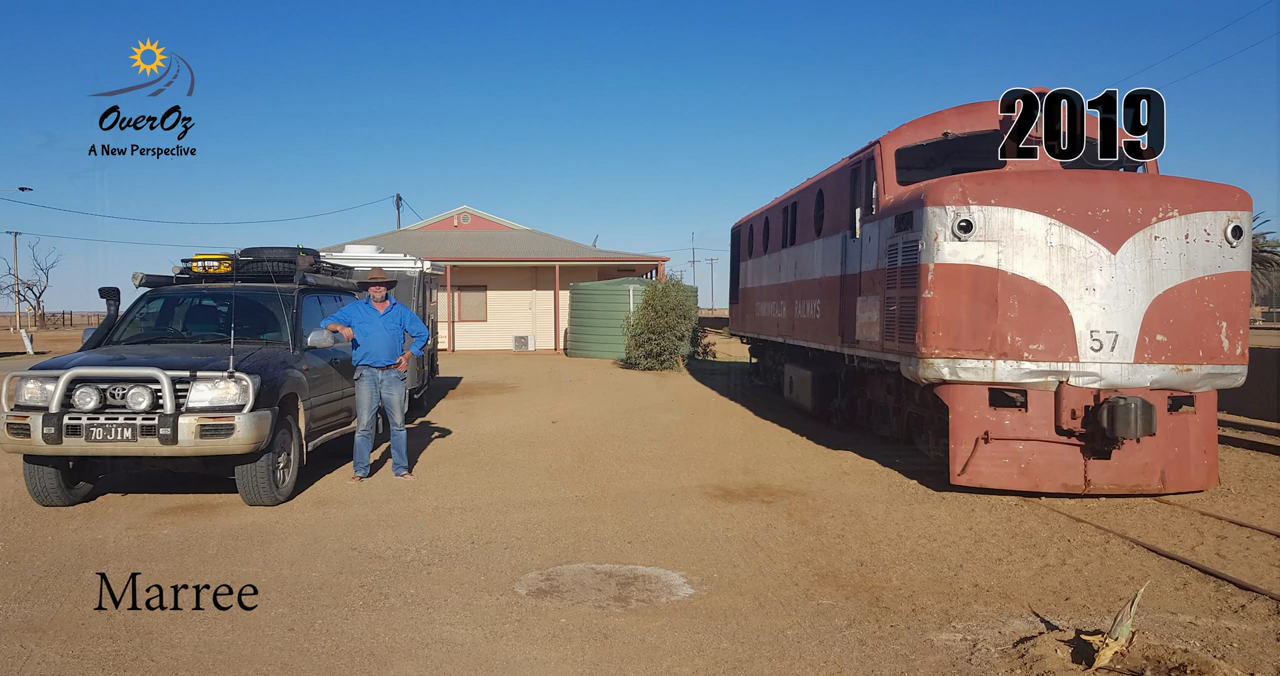 OverOz
A New Perspective
2019
COMMONWEALTH RAILWAYS
57
70·JIM
Marree